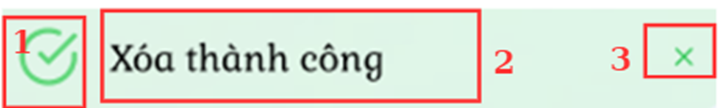 1 Xóa thành công 2 3